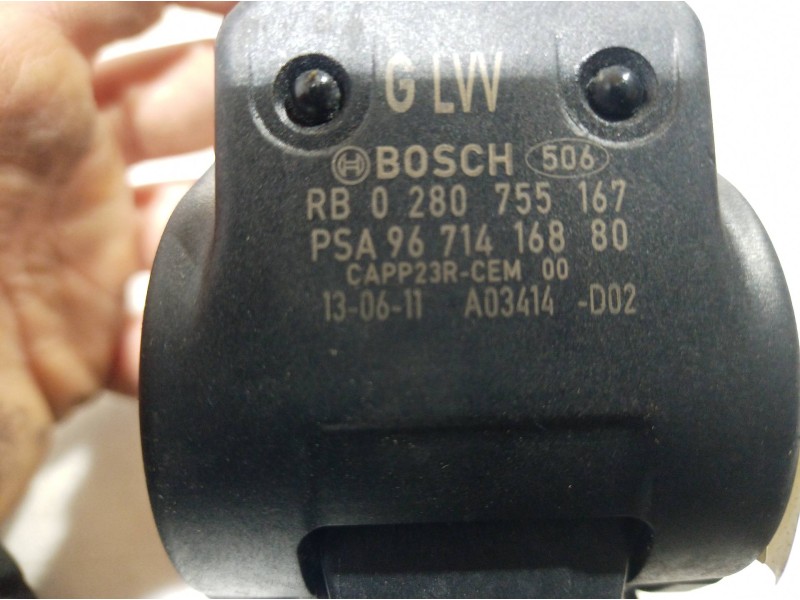 G LW
BOSCH 506
RB 0 280 755 167
PSA 96 714 168 80
CAPP23R-CEM 00
13-06-11 A03414 -D02